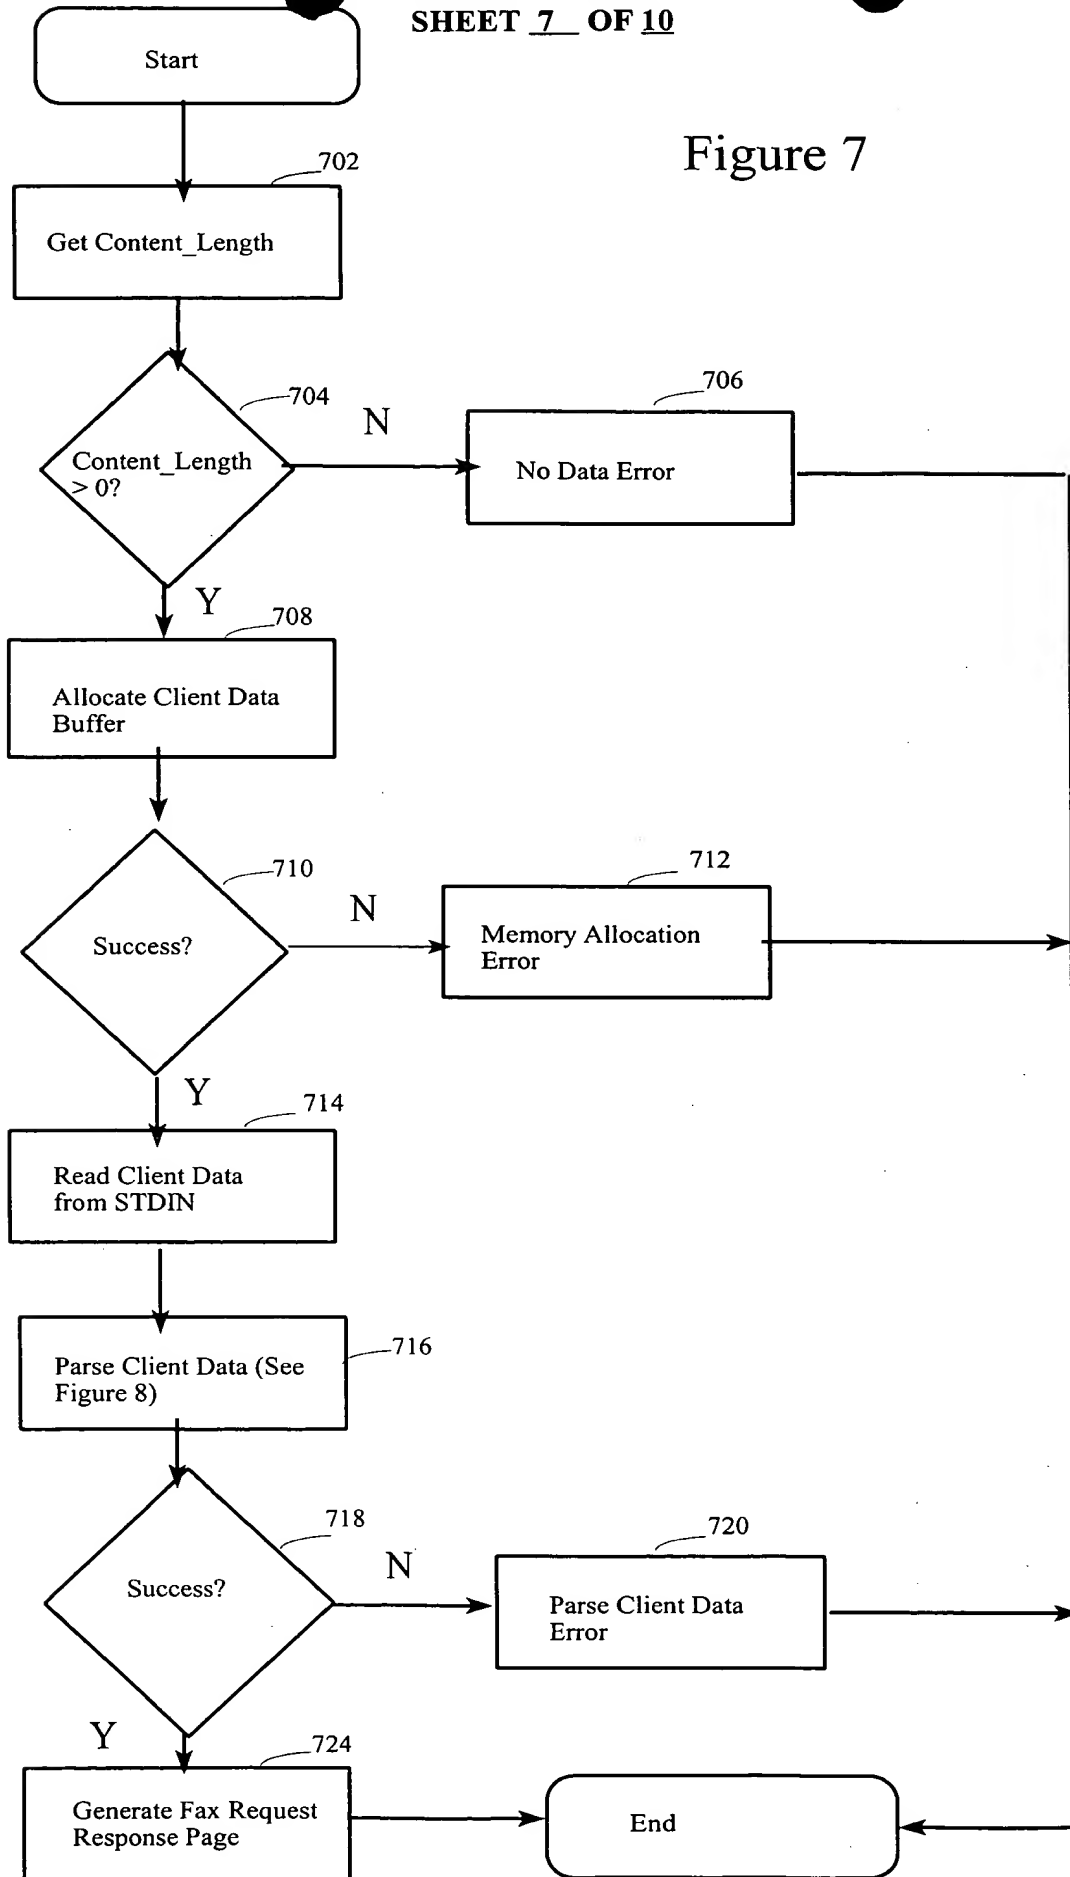 SHEET 7 OF 10
Start
Figure 7
702
Get Content_Length
704
N
706
Content_Length
> 0?
No Data Error
Y
708
Allocate Client Data
Buffer
710
N
712
Success?
Memory Allocation
Error
Y
714
Read Client Data
from STDIN
716
Parse Client Data (See
Figure 8)
718
N
720
Success?
Parse Client Data
Error
Y
724
Generate Fax Request
Response Page
End